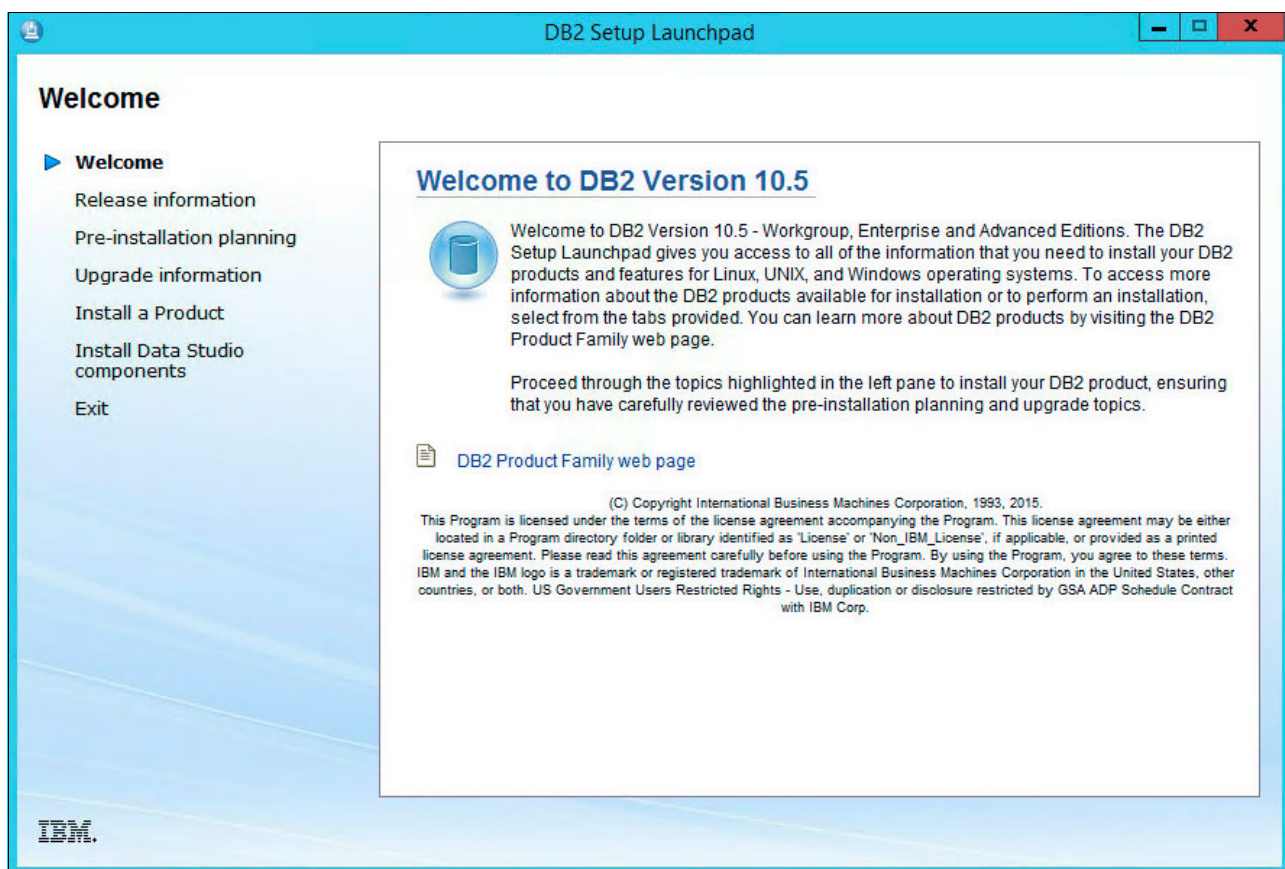 DB2 Setup Launchpad
Welcome
Welcome
Release information
Pre-installation planning
Upgrade information
Install a Product
Install Data Studio
components
Exit
Welcome to DB2 Version 10.5
Welcome to DB2 Version 10.5 - Workgroup, Enterprise and Advanced Editions. The DB2
Setup Launchpad gives you access to all of the information that you need to install your DB2
products and features for Linux, UNIX, and Windows operating systems. To access more
information about the DB2 products available for installation or to perform an installation,
select from the tabs provided. You can learn more about DB2 products by visiting the DB2
Product Family web page.
Proceed through the topics highlighted in the left pane to install your DB2 product, ensuring
that you have carefully reviewed the pre-installation planning and upgrade topics.
DB2 Product Family web page
(C) Copyright International Business Machines Corporation, 1993, 2015.
This Program is licensed under the terms of the license agreement accompanying the Program. This license agreement may be either
located in a Program directory folder or library identified as 'License' or 'Non_IBM_License', if applicable, or provided as a printed
license agreement. Please read this agreement carefully before using the Program. By using the Program, you agree to these terms.
IBM and the IBM logo is a trademark or registered trademark of International Business Machines Corporation in the United States, other
countries, or both. US Government Users Restricted Rights - Use, duplication or disclosure restricted by GSA ADP Schedule Contract
with IBM Corp.
IBM.